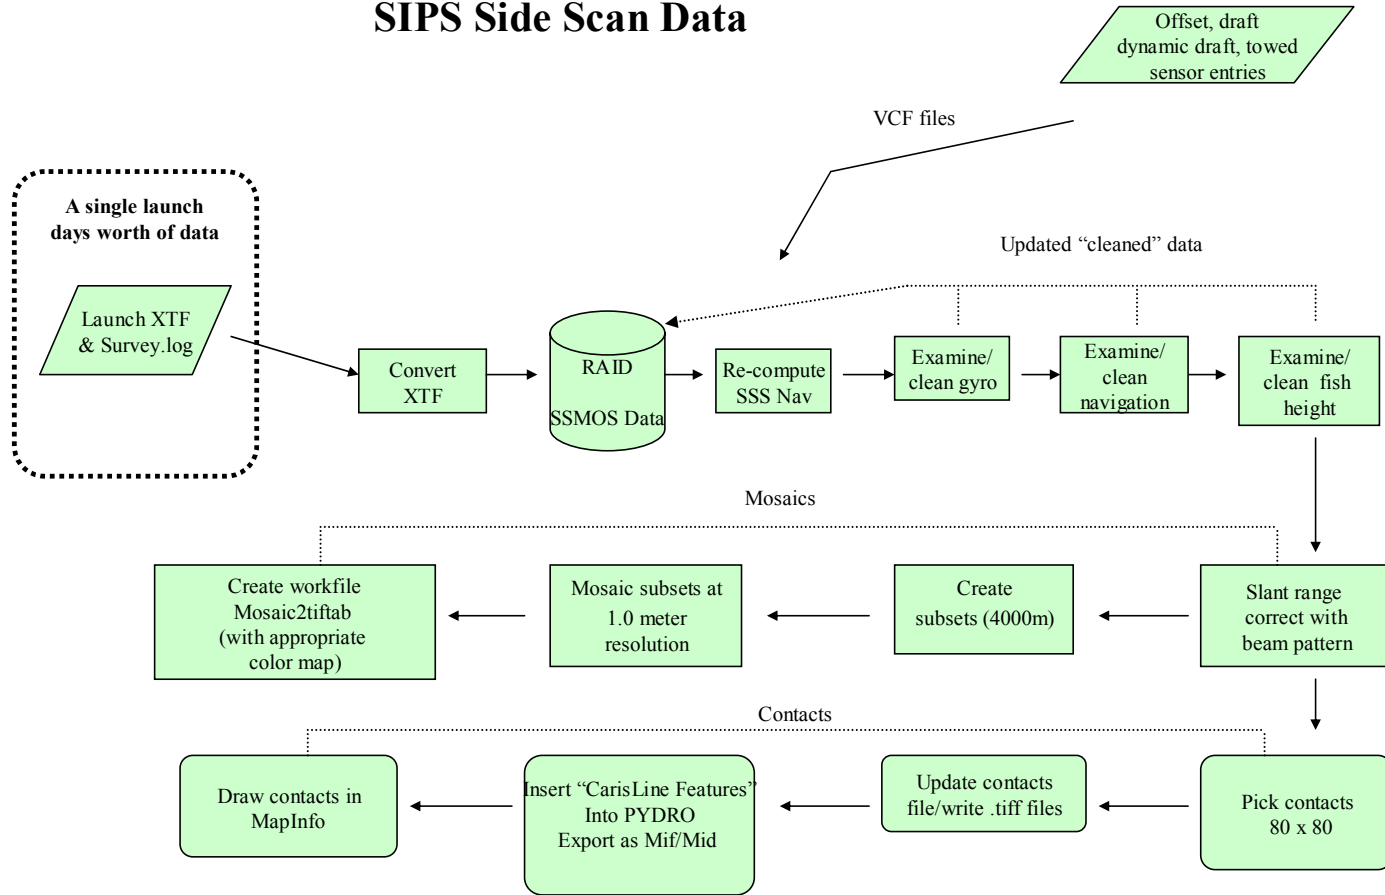 SIPS Side Scan Data
Offset, draft
dynamic draft, towed
sensor entries
VCF files
A single launch
days worth of data
Updated “cleaned” data
Launch XTF
& Survey.log
Convert
XTF
RAID
SSMOS Data
Re-compute
SSS Nav
Examine/
clean gyro
Examine/
clean
navigation
Examine/
clean fish
height
Mosaics
Create workfile
Mosaic2tiftab
(with appropriate
color map)
Mosaic subsets at
1.0 meter
resolution
Create
subsets (4000m)
Slant range
correct with
beam pattern
Contacts
Draw contacts in
MapInfo
Insert “CarisLine Features”
Into PYDRO
Export as Mif/Mid
Update contacts
file/write .tiff files
Pick contacts
80 x 80